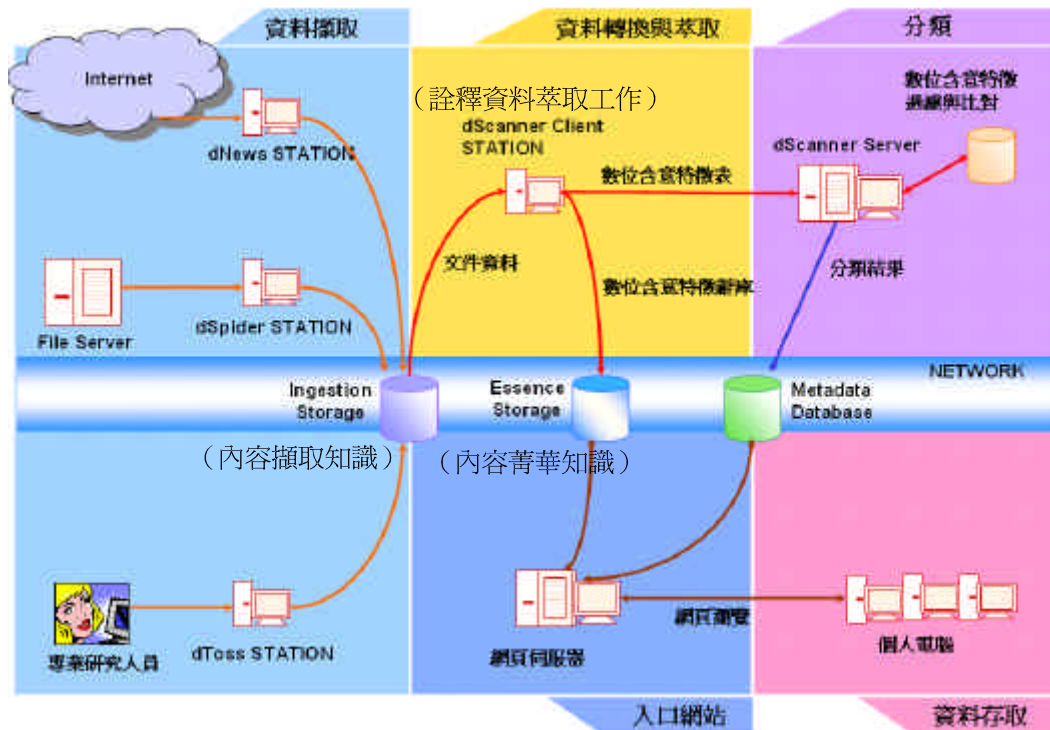 資料擷取
資料轉換與萃取
分類
Internet
dNews STATION
File Server
dSpider STATION
Ingestion
Storage
（內容擷取知識）
專業研究人員
dToss STATION
（詮釋資料萃取工作）
dScanner Client
STATION
文件資料
數位含意特徵表
數位含意特徵辭庫
Essence
Storage
（內容菁華知識）
dScanner Server
數位含意特徵
過濾與比對
分類結果
NETWORK
Metadata
Database
網頁伺服器
網頁瀏覽
個人電腦
入口網站
資料存取